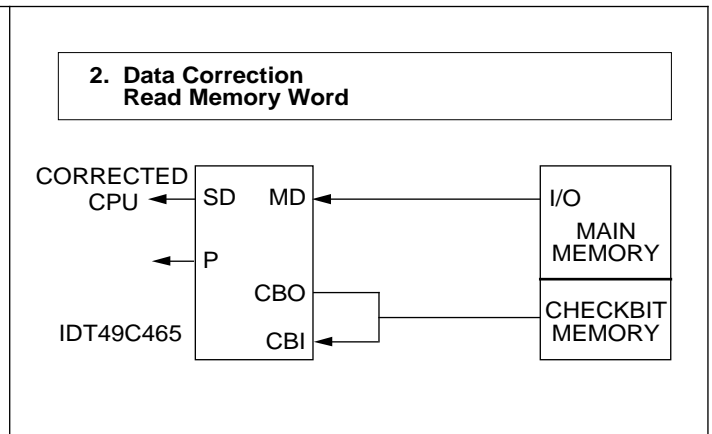 2. Data Correction
Read Memory Word
CORRECTED
CPU
SD
MD
I/O
MAIN
MEMORY
P
CBO
CHECKBIT
MEMORY
IDT49C465
CBI